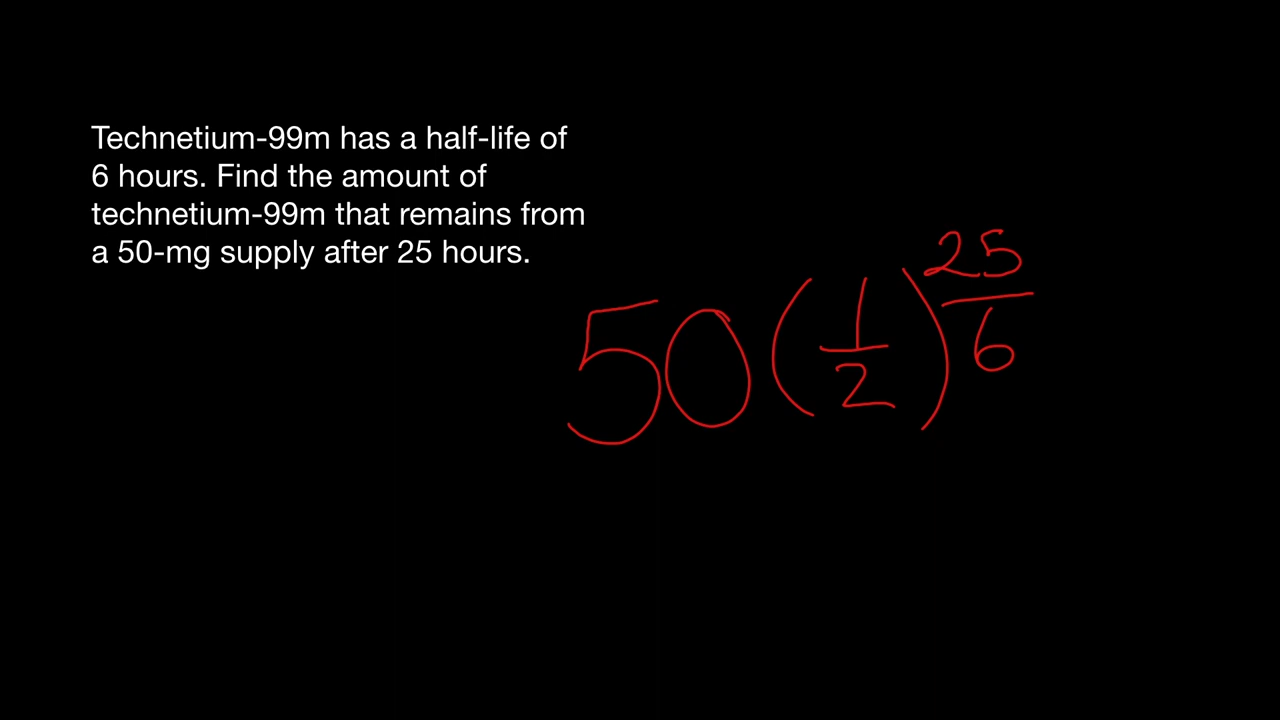 Technetium-99m has a half-life of
6 hours. Find the amount of
technetium-99m that remains from
a 50-mg supply after 25 hours.
50(1/2)^25/6